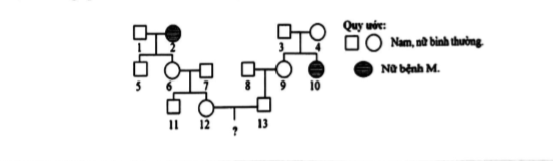 Quy ước:
Nam, nữ bình thường.
Nữ bệnh M.
1 2 3 4
5 6 7 8 9 10
11 12 13
?